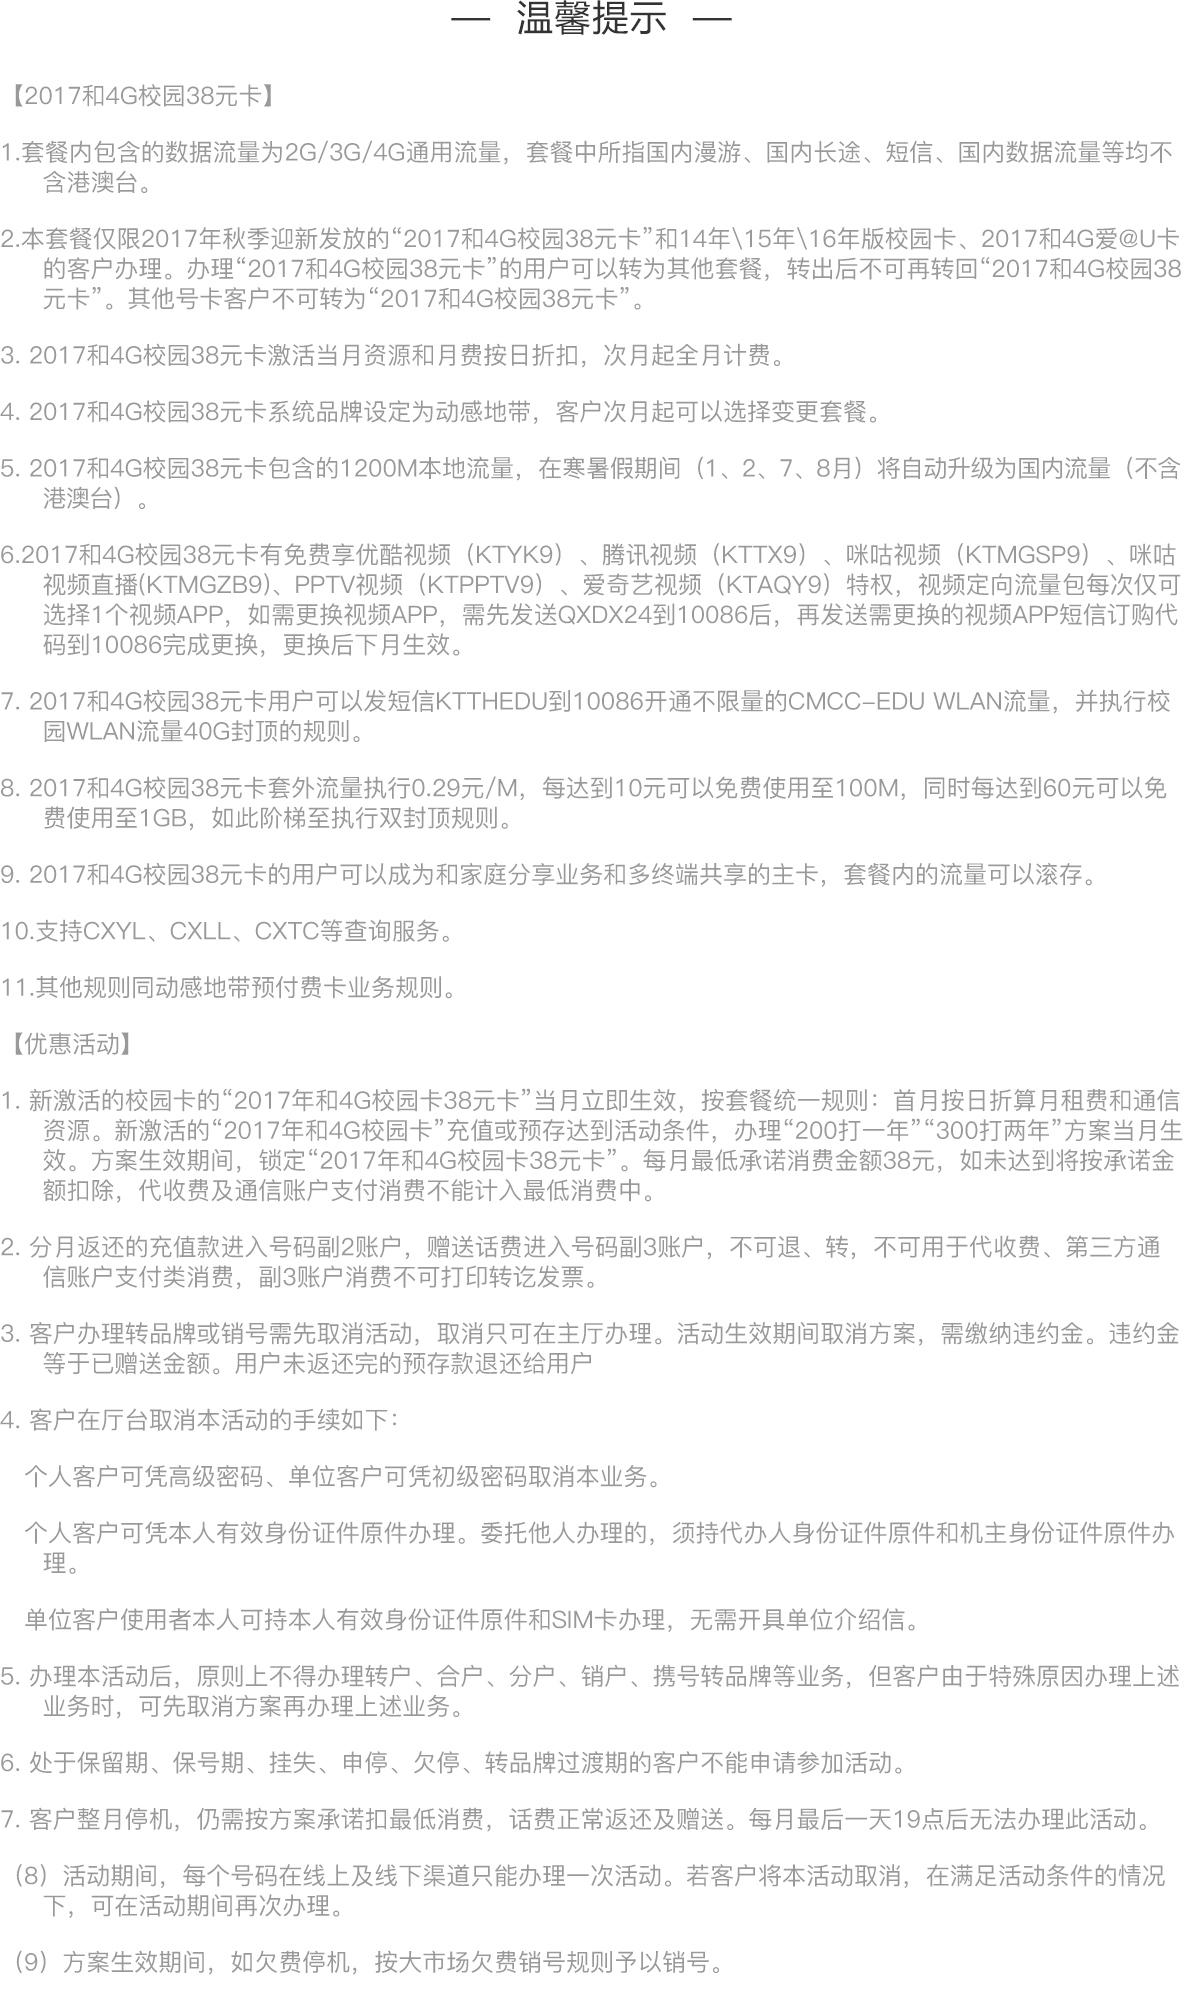 — 温馨提示 —
【2017和4G校园38元卡】
1.套餐内包含的数据流量为2G/3G/4G通用流量，套餐中所指国内漫游、国内长途、短信、国内数据流量等均不
含港澳台。
2.本套餐仅限2017年秋季迎新发放的“2017和4G校园38元卡”和14年\15年\16年版校园卡、2017和4G爱@U卡
的客户办理。办理“2017和4G校园38元卡”的用户可以转为其他套餐，转出后不可再转回“2017和4G校园38
元卡”。其他号卡客户不可转为“2017和4G校园38元卡”。
3. 2017和4G校园38元卡激活当月资源和月费按日折扣，次月起全月计费。
4. 2017和4G校园38元卡系统品牌设定为动感地带，客户次月起可以选择变更套餐。
5. 2017和4G校园38元卡包含的1200M本地流量，在寒暑假期间（1、2、7、8月）将自动升级为国内流量（不含
港澳台）。
6.2017和4G校园38元卡有免费享优酷视频（KTYK9）、腾讯视频（KTTX9）、咪咕视频（KTMGSP9）、咪咕
视频直播(KTMGZB9)、PPTV视频（KTPPTV9）、爱奇艺视频（KTAQY9）特权，视频定向流量包每次仅可
选择1个视频APP，如需更换视频APP，需先发送QXDX24到10086后，再发送需更换的视频APP短信订购代
码到10086完成更换，更换后下月生效。
7. 2017和4G校园38元卡用户可以发短信KTTHEDU到10086开通不限量的CMCC-EDU WLAN流量，并执行校
园WLAN流量40G封顶的规则。
8. 2017和4G校园38元卡套外流量执行0.29元/M，每达到10元可以免费使用至100M，同时每达到60元可以免
费使用至1GB，如此阶梯至执行双封顶规则。
9. 2017和4G校园38元卡的用户可以成为和家庭分享业务和多终端共享的主卡，套餐内的流量可以滚存。
10.支持CXYL、CXLL、CXTC等查询服务。
11.其他规则同动感地带预付费卡业务规则。
【优惠活动】
1. 新激活的校园卡的“2017年和4G校园卡38元卡”当月立即生效，按套餐统一规则：首月按日折算月租费和通信
资源。新激活的“2017年和4G校园卡”充值或预存达到活动条件，办理“200打一年”“300打两年”方案当月生
效。方案生效期间，锁定“2017年和4G校园卡38元卡”。每月最低承诺消费金额38元，如未达到将按承诺金
额扣除，代收费及通信账户支付消费不能计入最低消费中。
2. 分月返还的充值款进入号码副2账户，赠送话费进入号码副3账户，不可退、转，不可用于代收费、第三方通
信账户支付类消费，副3账户消费不可打印转讫发票。
3. 客户办理转品牌或销号需先取消活动，取消只可在主厅办理。活动生效期间取消方案，需缴纳违约金。违约金
等于已赠送金额。用户未返还完的预存款退还给用户
4. 客户在厅台取消本活动的手续如下：
个人客户可凭高级密码、单位客户可凭初级密码取消本业务。
个人客户可凭本人有效身份证件原件办理。委托他人办理的，须持代办人身份证件原件和机主身份证件原件办
理。
单位客户使用者本人可持本人有效身份证件原件和SIM卡办理，无需开具单位介绍信。
5. 办理本活动后，原则上不得办理转户、合户、分户、销户、携号转品牌等业务，但客户由于特殊原因办理上述
业务时，可先取消方案再办理上述业务。
6. 处于保留期、保号期、挂失、申停、欠停、转品牌过渡期的客户不能申请参加活动。
7. 客户整月停机，仍需按方案承诺扣最低消费，话费正常返还及赠送。每月最后一天19点后无法办理此活动。
（8）活动期间，每个号码在线上及线下渠道只能办理一次活动。若客户将本活动取消，在满足活动条件的情况
下，可在活动期间再次办理。
（9）方案生效期间，如欠费停机，按大市场欠费销号规则予以销号。